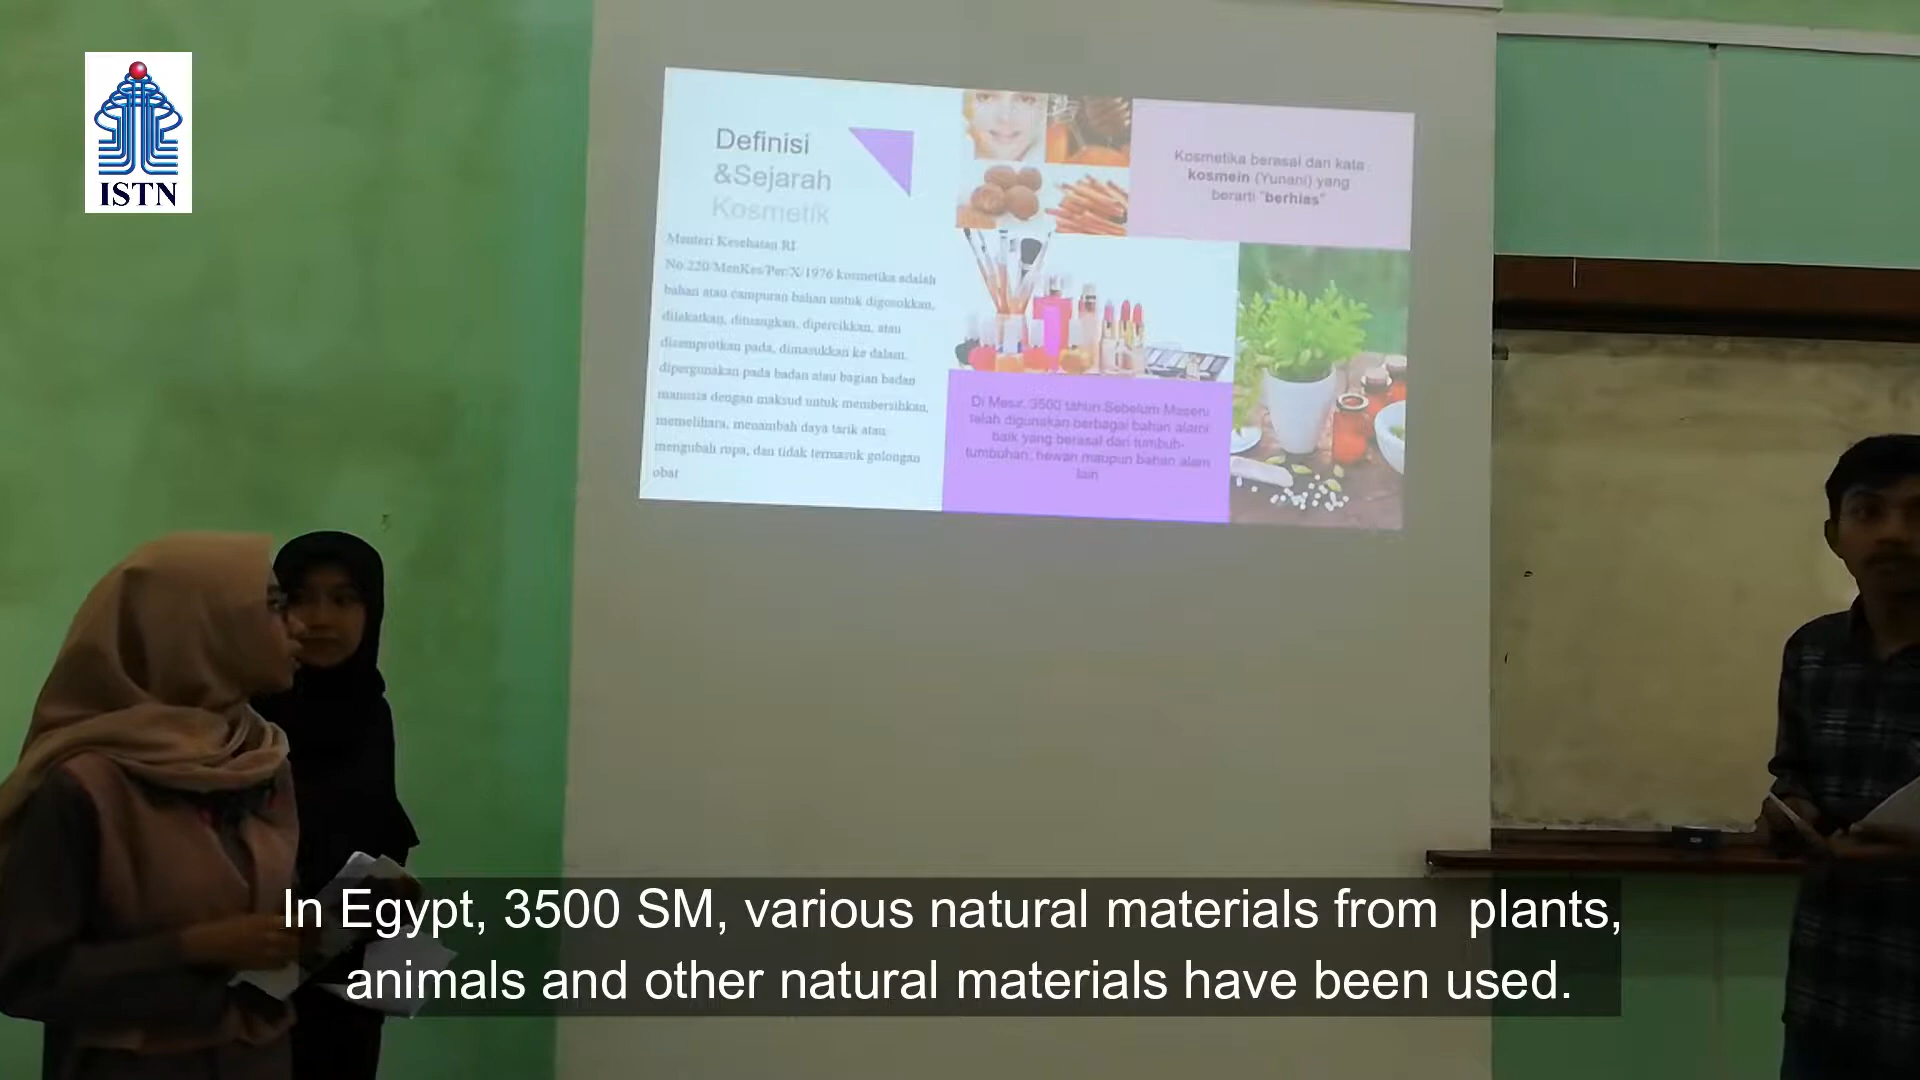 ISTN
Definisi
&Sejarah
Kosmetik
Menteri Kesehatan RI
No.220/MenKes/Per/X/1976 kosmetika adalah
bahan atau campuran bahan untuk digosokkan,
dilekatkan, dituangkan, dipercikkan, atau
disemprotkan pada, dimasukkan ke dalam,
dipergunakan pada badan atau bagian badan
manusia dengan maksud untuk membersihkan,
memelihara, menambah daya tarik atau
mengubah rupa, dan tidak termasuk golongan
obat
Kosmetika berasal dari kata
kosmein (Yunani) yang
berarti "berhias"
Di Mesir, 3500 tahun Sebelum Masehi
telah digunakan berbagai bahan alami
baik yang berasal dari tumbuh-
tumbuhan, hewan maupun bahan alam
lain
In Egypt, 3500 SM, various natural materials from  plants,
animals and other natural materials have been used.